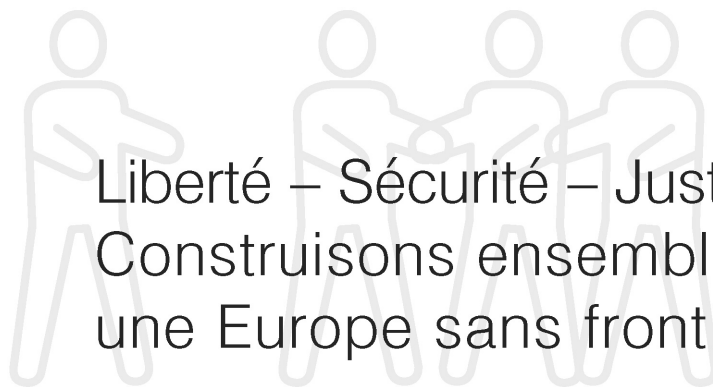 Liberté – Sécurité – Just
Construisons ensembl
une Europe sans front